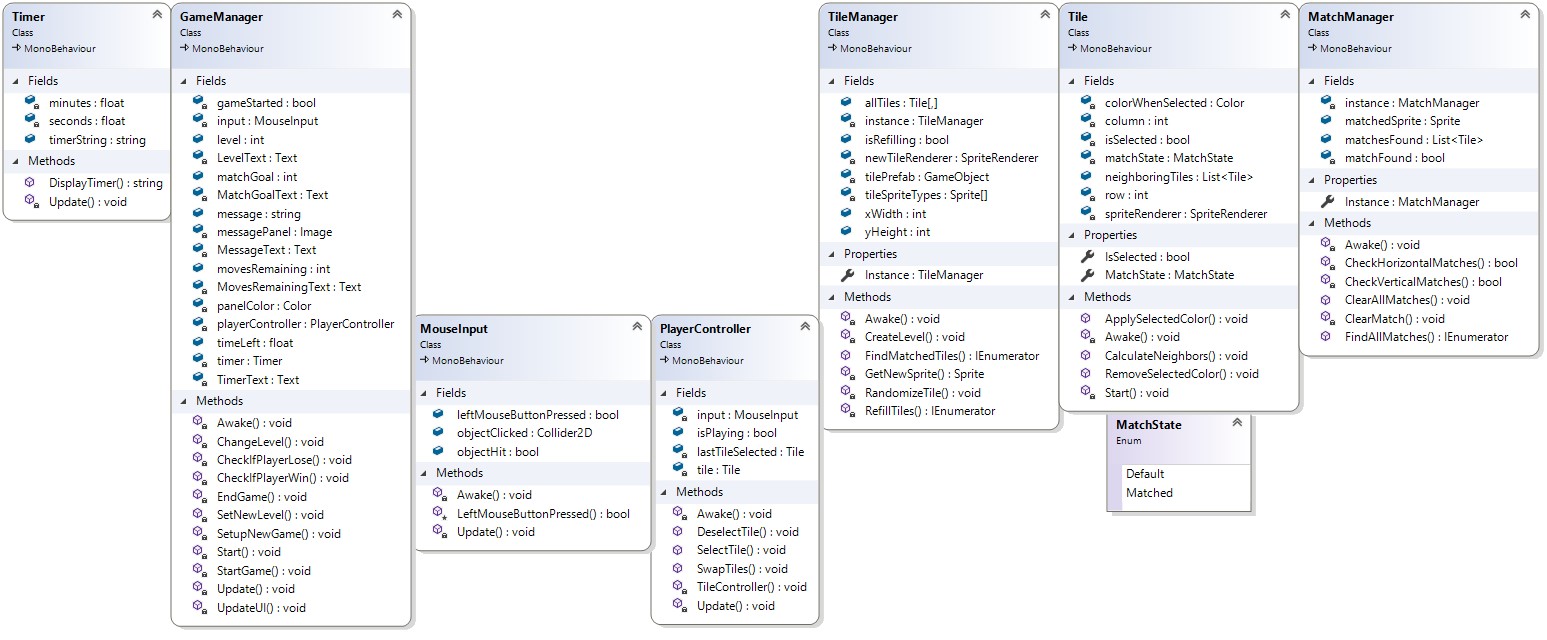 Timer
Class
MonoBehaviour
Fields
minutes : float
seconds : float
timerString : string
Methods
DisplayTimer() : string
Update() : void
GameManager
Class
MonoBehaviour
Fields
gameStarted : bool
input : MouseInput
level : int
LevelText : Text
matchGoal : int
MatchGoalText : Text
message : string
messagePanel : Image
MessageText : Text
movesRemaining : int
MovesRemainingText : Text
panelColor : Color
playerController : PlayerController
timeLeft : float
timer : Timer
TimerText : Text
Methods
Awake() : void
ChangeLevel() : void
CheckIfPlayerLose() : void
CheckIfPlayerWin() : void
EndGame() : void
SetNewLevel() : void
SetupNewGame() : void
Start() : void
StartGame() : void
Update() : void
UpdateUI() : void
MouseInput
Class
MonoBehaviour
Fields
leftMouseButtonPressed : bool
objectClicked : Collider2D
objectHit : bool
Methods
Awake() : void
LeftMouseButtonPressed() : bool
Update() : void
PlayerController
Class
MonoBehaviour
Fields
input : MouseInput
isPlaying : bool
lastTileSelected : Tile
tile : Tile
Methods
Awake() : void
DeselectTile() : void
SelectTile() : void
SwapTiles() : void
TileController() : void
Update() : void
TileManager
Class
MonoBehaviour
Fields
allTiles : Tile[,]
instance : TileManager
isRefilling : bool
newTileRenderer : SpriteRenderer
tilePrefab : GameObject
tileSpriteTypes : Sprite[]
xWidth : int
yHeight : int
Properties
Instance : TileManager
Methods
Awake() : void
CreateLevel() : void
FindMatchedTiles() : IEnumerator
GetNewSprite() : Sprite
RandomizeTile() : void
RefillTiles() : IEnumerator
Tile
Class
MonoBehaviour
Fields
colorWhenSelected : Color
column : int
isSelected : bool
matchState : MatchState
neighboringTiles : List<Tile>
row : int
spriteRenderer : SpriteRenderer
Properties
IsSelected : bool
MatchState : MatchState
Methods
ApplySelectedColor() : void
Awake() : void
CalculateNeighbors() : void
RemoveSelectedColor() : void
Start() : void
MatchState
Enum
Default
Matched
MatchManager
Class
MonoBehaviour
Fields
instance : MatchManager
matchedSprite : Sprite
matchesFound : List<Tile>
matchFound : bool
Properties
Instance : MatchManager
Methods
Awake() : void
CheckHorizontalMatches() : bool
CheckVerticalMatches() : bool
ClearAllMatches() : void
ClearMatch() : void
FindAllMatches() : IEnumerator